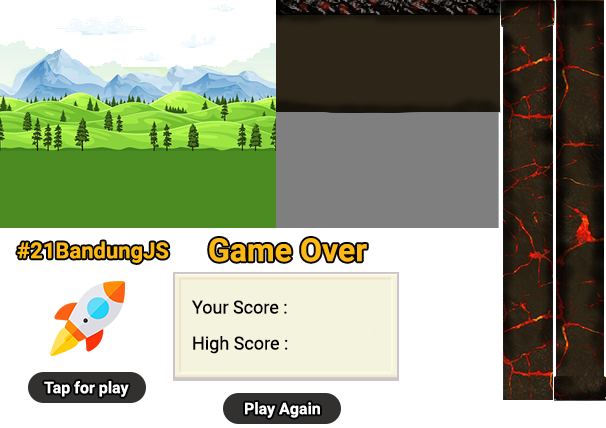 #21BandungJS
Game Over
Your Score :
High Score :
Tap for play
Play Again